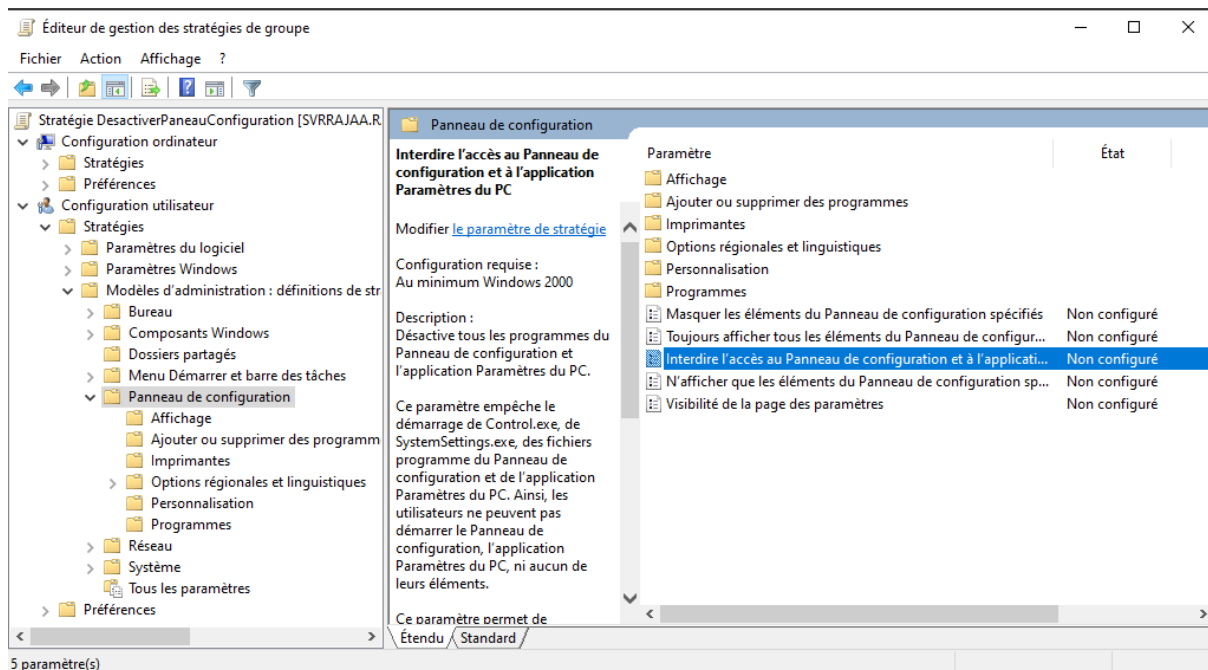 Éditeur de gestion des stratégies de groupe
Fichier Action Affichage ?
Stratégie DesactiverPaneauConfiguration [SVRRAJAA.R
Configuration ordinateur
Stratégies
Préférences
Configuration utilisateur
Stratégies
Paramètres du logiciel
Paramètres Windows
Modèles d'administration : définitions de str
Bureau
Composants Windows
Dossiers partagés
Menu Démarrer et barre des tâches
Panneau de configuration
Affichage
Ajouter ou supprimer des programm
Imprimantes
Options régionales et linguistiques
Personnalisation
Programmes
Réseau
Système
Tous les paramètres
Préférences
Panneau de configuration
Interdire l'accès au Panneau de
configuration et à l'application
Paramètres du PC
Modifier le paramètre de stratégie
Configuration requise :
Au minimum Windows 2000
Description :
Désactive tous les programmes du
Panneau de configuration et
l'application Paramètres du PC.
Ce paramètre empêche le
démarrage de Control.exe, de
SystemSettings.exe, des fichiers
programme du Panneau de
configuration et de l'application
Paramètres du PC. Ainsi, les
utilisateurs ne peuvent pas
démarrer le Panneau de
configuration, l'application
Paramètres du PC, ni aucun de
leurs éléments.
Ce paramètre permet de
Paramètre État
Affichage
Ajouter ou supprimer des programmes
Imprimantes
Options régionales et linguistiques
Personnalisation
Programmes
Masquer les éléments du Panneau de configuration spécifiés Non configuré
Toujours afficher tous les éléments du Panneau de configur... Non configuré
Interdire l'accès au Panneau de configuration et à l'applicati... Non configuré
N'afficher que les éléments du Panneau de configuration sp... Non configuré
Visibilité de la page des paramètres Non configuré
Étendu Standard
5 paramètre(s)